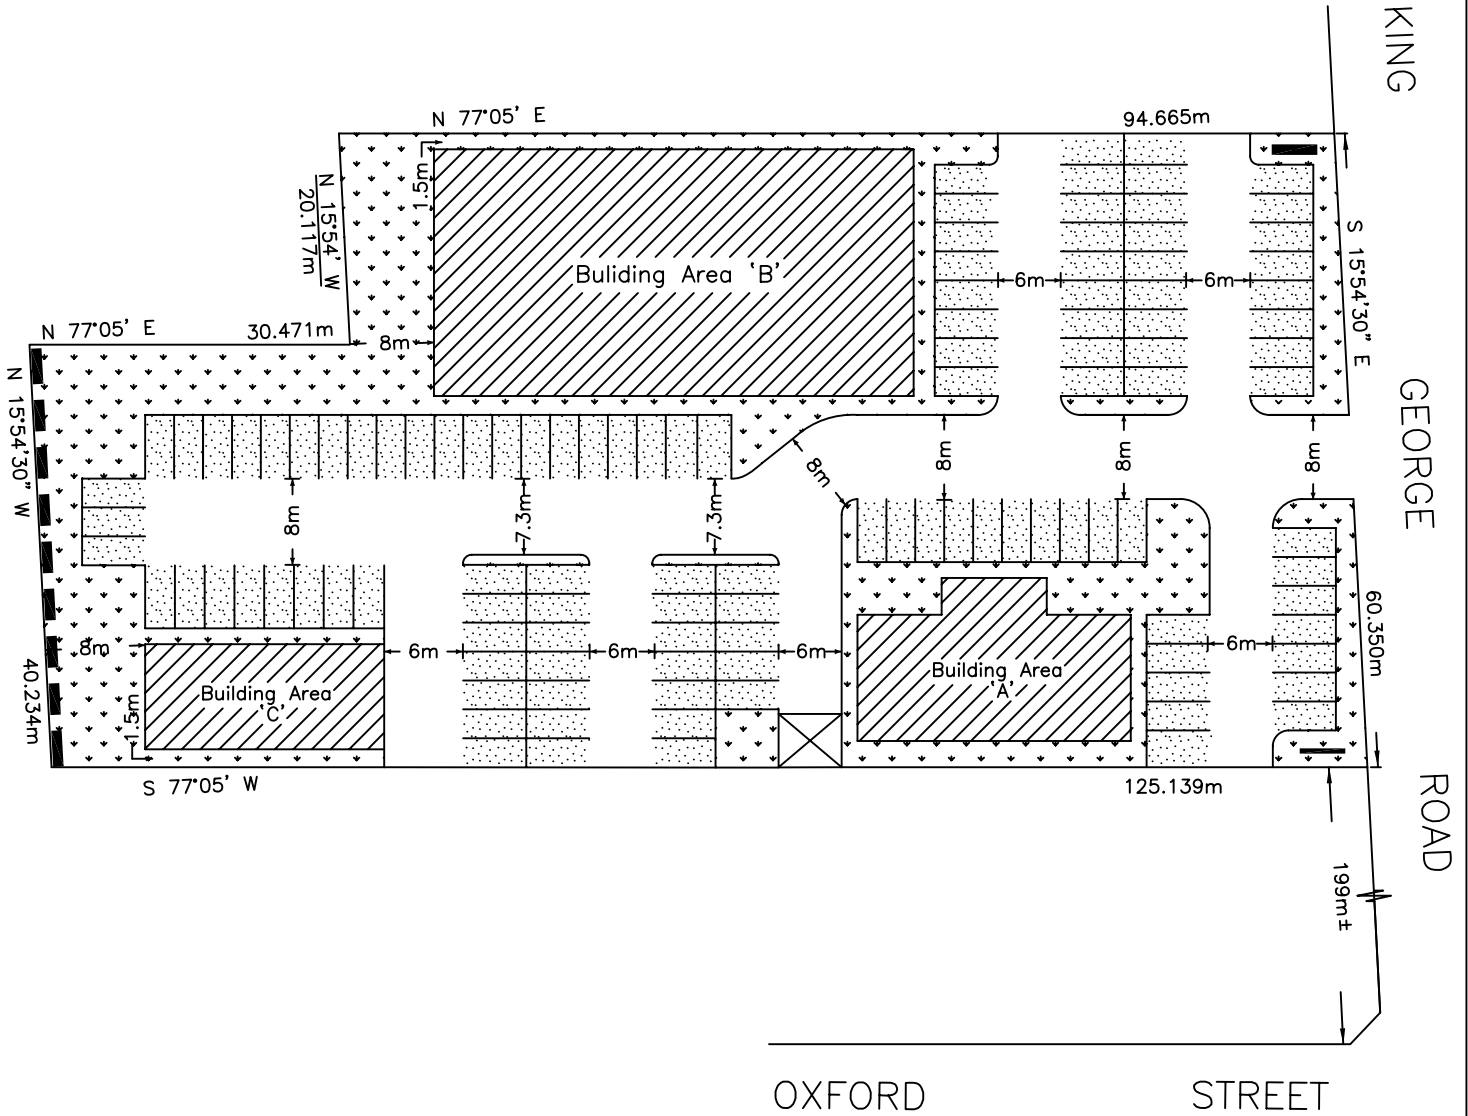 KING
GEORGE
ROAD
N 77°05' E
94.665m
1.5m
N 15°54' W
20.117m
Buliding Area 'B'
6m
6m
S 15°54'30" E
N 77°05' E
30.471m
8m
N 15°54'30" W
40.234m
8m
7.3m
7.3m
8m
8m
8m
8m
8m
6m
6m
6m
6m
60.350m
Building Area
'C'
1.5m
Building Area
'A'
S 77°05' W
125.139m
199m±
OXFORD STREET